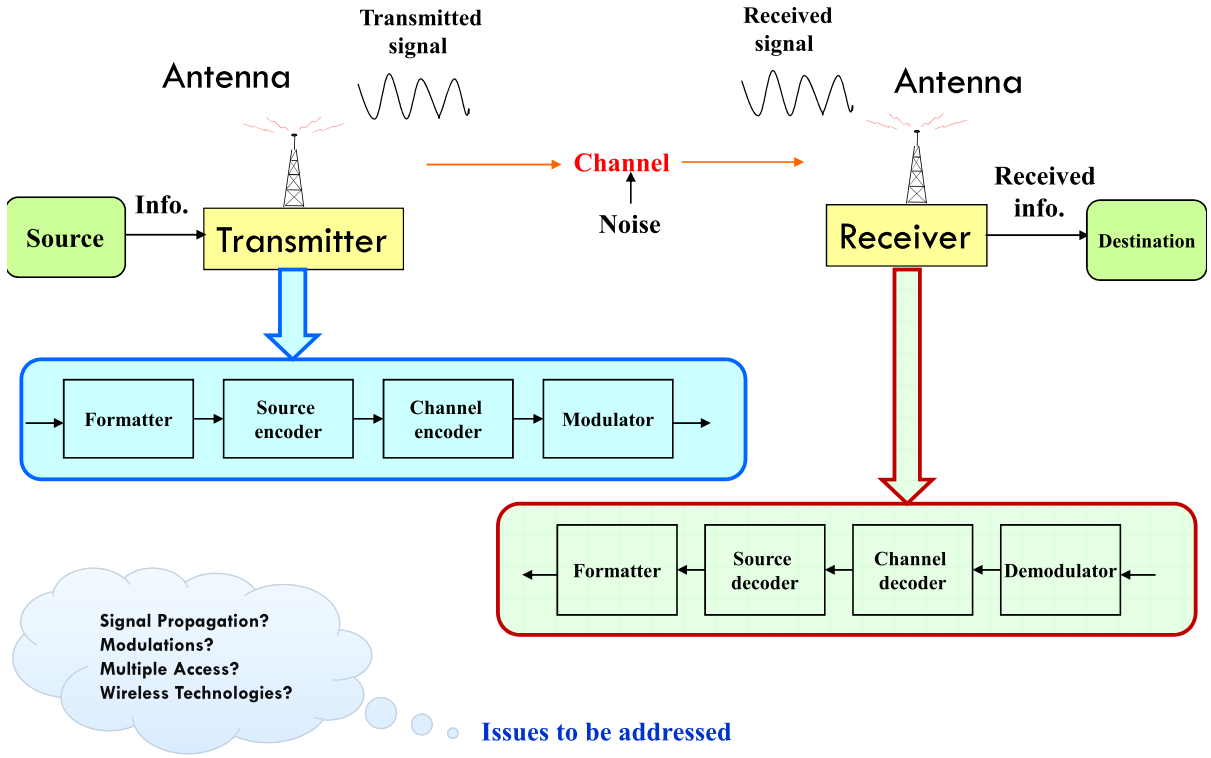 Transmitted
signal
Received
signal
Antenna
Antenna
Channel
Noise
Source
Info.
Transmitter
Receiver
Received
info.
Destination
Formatter
Source
encoder
Channel
encoder
Modulator
Formatter
Source
decoder
Channel
decoder
Demodulator
Signal Propagation?
Modulations?
Multiple Access?
Wireless Technologies?
Issues to be addressed